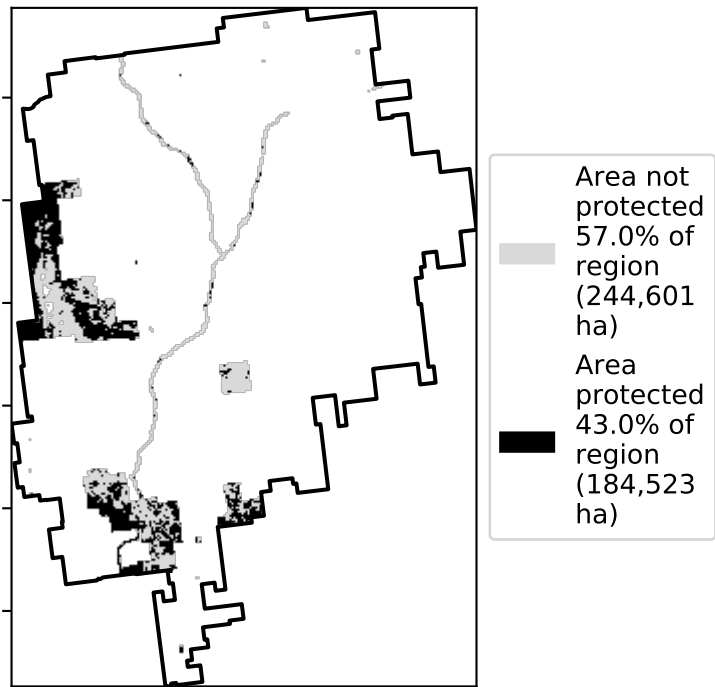 Area not
protected
57.0% of
region
(244,601
ha)
Area
protected
43.0% of
region
(184,523
ha)